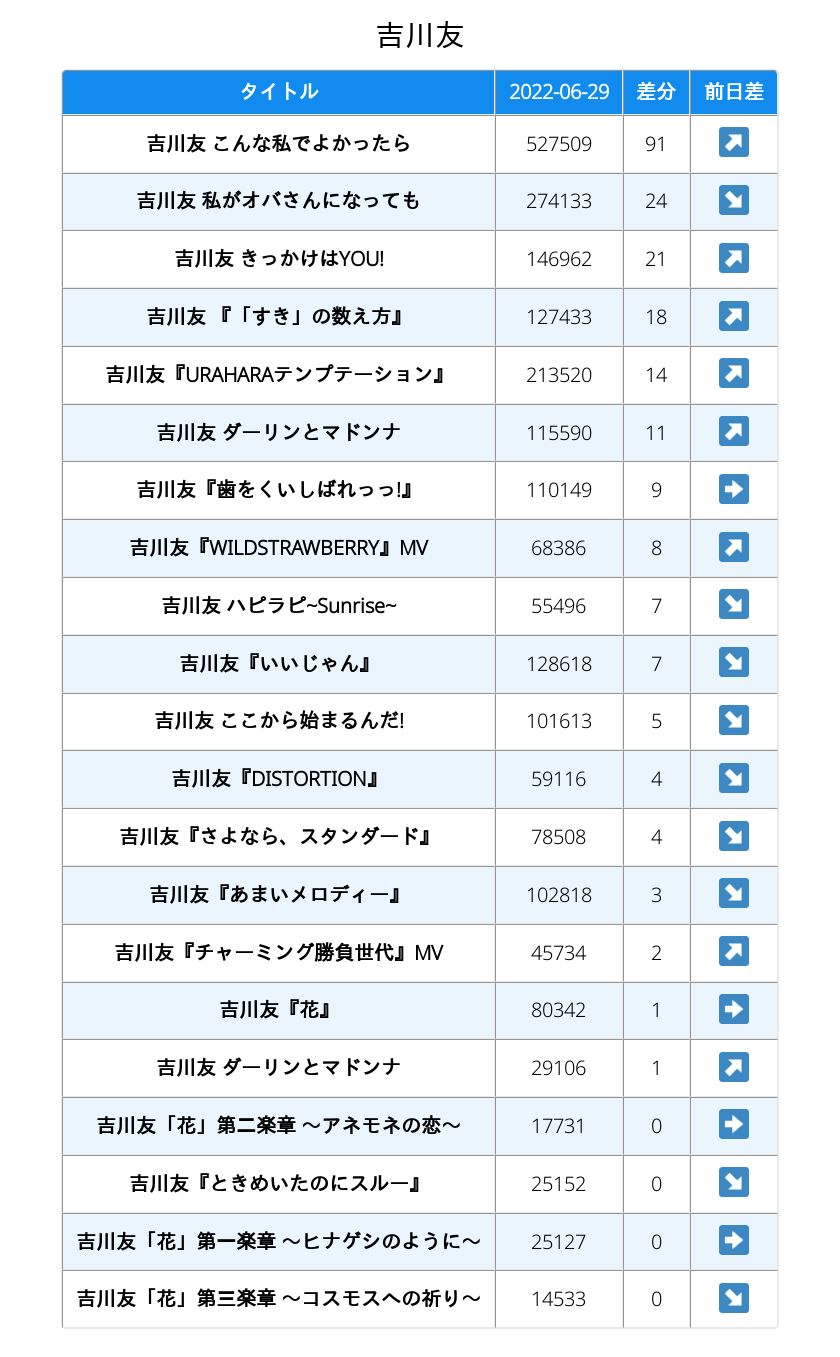 吉川友
タイトル 2022-06-29 差分 前日差
吉川友 こんな私でよかったら 527509 91 ↗
吉川友 私がオバさんになっても 274133 24 ↘
吉川友 きっかけはYOU! 146962 21 ↗
吉川友 『「すき」の数え方』 127433 18 ↗
吉川友『URAHARAテンプテーション』 213520 14 ↗
吉川友 ダーリンとマドンナ 115590 11 ↗
吉川友『歯をくいしばれっっ!』 110149 9 ➡
吉川友『WILDSTRAWBERRY』MV 68386 8 ↗
吉川友 ハピラピ~Sunrise~ 55496 7 ↘
吉川友『いいじゃん』 128618 7 ↘
吉川友 ここから始まるんだ! 101613 5 ↘
吉川友『DISTORTION』 59116 4 ↘
吉川友『さよなら、スタンダード』 78508 4 ↘
吉川友『あまいメロディー』 102818 3 ↘
吉川友『チャーミング勝負世代』MV 45734 2 ↗
吉川友『花』 80342 1 ➡
吉川友 ダーリンとマドンナ 29106 1 ↗
吉川友「花」第二楽章 〜アネモネの恋〜 17731 0 ➡
吉川友『ときめいたのにスルー』 25152 0 ↘
吉川友「花」第一楽章 〜ヒナゲシのように〜 25127 0 ➡
吉川友「花」第三楽章 〜コスモスへの祈り〜 14533 0 ↘